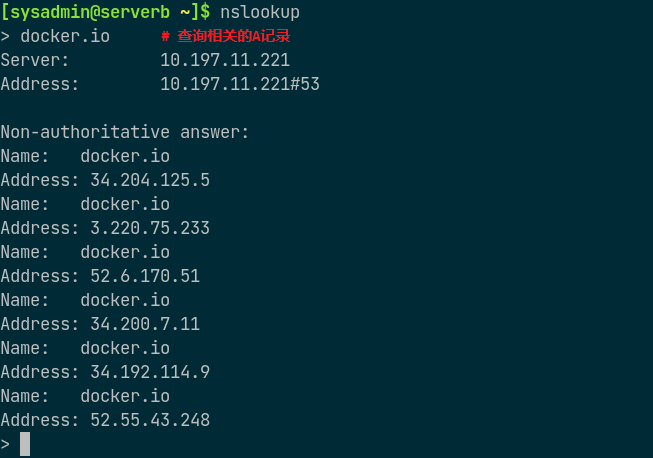 [sysadmin@serverb ~]$ nslookup
> docker.io # 查询相关的A记录
Server: 10.197.11.221
Address: 10.197.11.221#53
Non-authoritative answer:
Name: docker.io
Address: 34.204.125.5
Name: docker.io
Address: 3.220.75.233
Name: docker.io
Address: 52.6.170.51
Name: docker.io
Address: 34.200.7.11
Name: docker.io
Address: 34.192.114.9
Name: docker.io
Address: 52.55.43.248
>